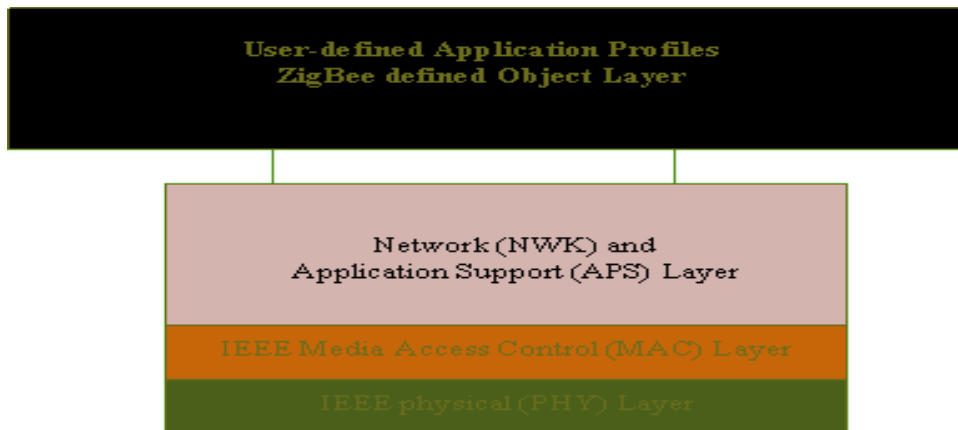 User-defined Application Profiles
ZigBee defined Object Layer
Network (NWK) and
Application Support (APS) Layer
IEEE Media Access Control (MAC) Layer
IEEE physical (PHY) Layer